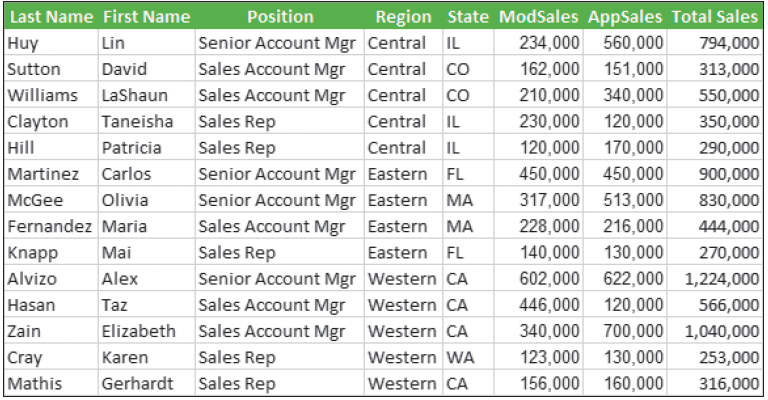 Last Name First Name Position Region State ModSales AppSales Total Sales
Huy Lin Senior Account Mgr Central IL 234,000 560,000 794,000
Sutton David Sales Account Mgr Central CO 162,000 151,000 313,000
Williams LaShaun Sales Account Mgr Central CO 210,000 340,000 550,000
Clayton Taneisha Sales Rep Central IL 230,000 120,000 350,000
Hill Patricia Sales Rep Central IL 120,000 170,000 290,000
Martinez Carlos Senior Account Mgr Eastern FL 450,000 450,000 900,000
McGee Olivia Senior Account Mgr Eastern MA 317,000 513,000 830,000
Fernandez Maria Sales Account Mgr Eastern MA 228,000 216,000 444,000
Knapp Mai Sales Rep Eastern FL 140,000 130,000 270,000
Alvizo Alex Senior Account Mgr Western CA 602,000 622,000 1,224,000
Hasan Taz Sales Account Mgr Western CA 446,000 120,000 566,000
Zain Elizabeth Sales Account Mgr Western CA 340,000 700,000 1,040,000
Cray Karen Sales Rep Western WA 123,000 130,000 253,000
Mathis Gerhardt Sales Rep Western CA 156,000 160,000 316,000